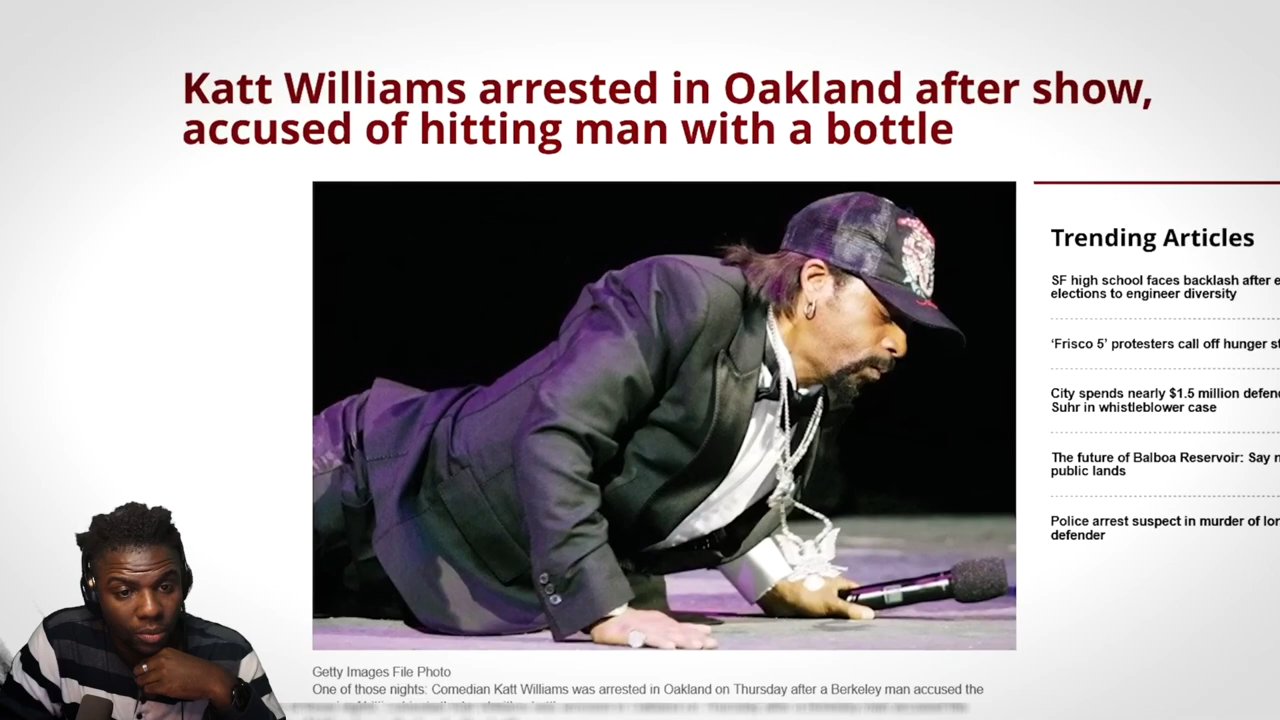 Katt Williams arrested in Oakland after show,
accused of hitting man with a bottle
Trending Articles
SF high school faces backlash after e
elections to engineer diversity
'Frisco 5' protesters call off hunger st
City spends nearly $1.5 million defend
Suhr in whistleblower case
The future of Balboa Reservoir: Say n
public lands
Police arrest suspect in murder of lon
defender
Getty Images File Photo
One of those nights: Comedian Katt Williams was arrested in Oakland on Thursday after a Berkeley man accused the